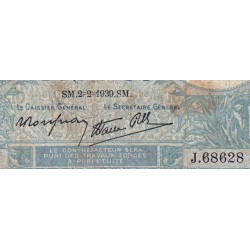 SM.2-2-1939.SM.
LE CAISSIER GÉNÉRAL LE SECRÉTAIRE GÉNÉRAL
J.68628
LE CONTREFACTEUR SERA
PUNI DES TRAVAUX FORCÉS
À PERPÉTUITÉ